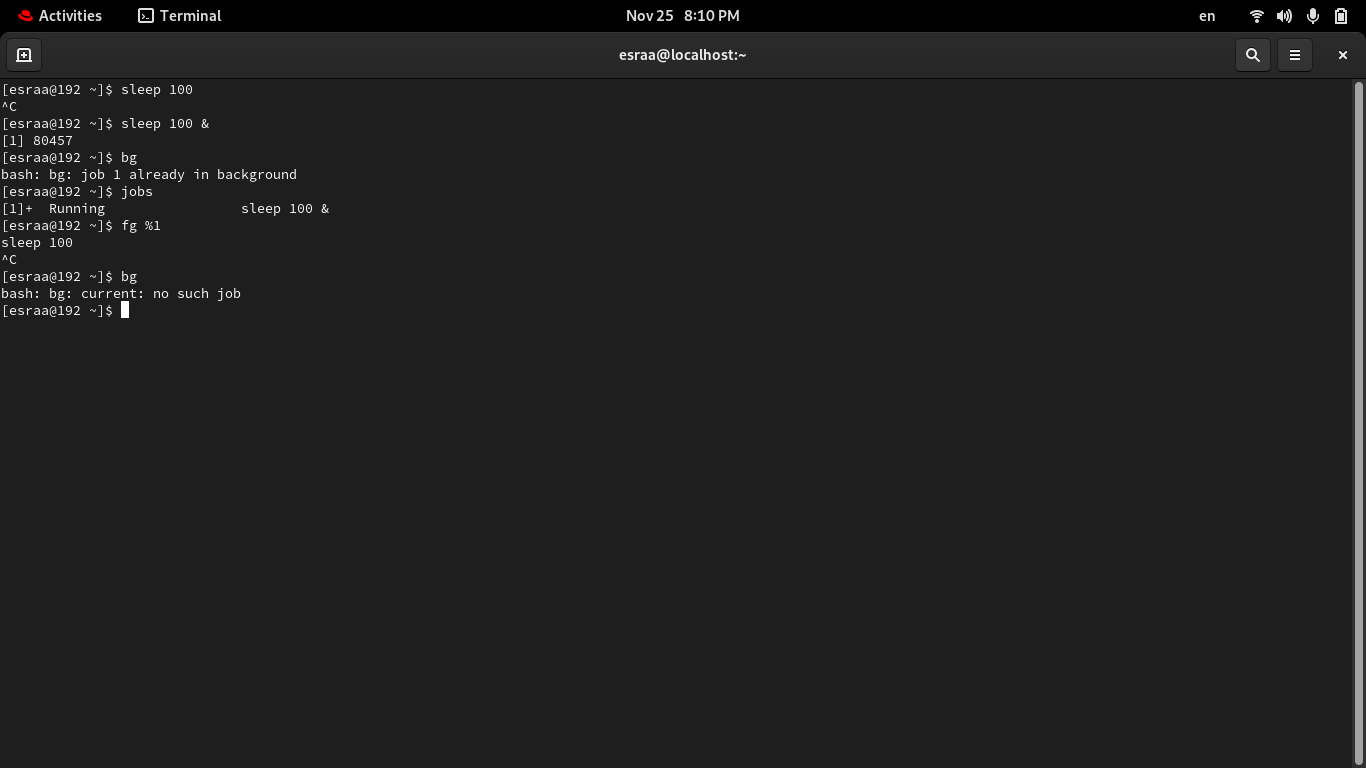 Activities Terminal Nov 25 8:10 PM en
esraa@localhost:~
[esraa@192 ~]$ sleep 100
^C
[esraa@192 ~]$ sleep 100 &
[1] 80457
[esraa@192 ~]$ bg
bash: bg: job 1 already in background
[esraa@192 ~]$ jobs
[1]+  Running                 sleep 100 &
[esraa@192 ~]$ fg %1
sleep 100
^C
[esraa@192 ~]$ bg
bash: bg: current: no such job
[esraa@192 ~]$